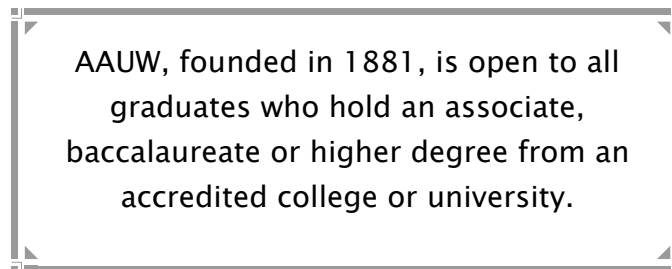 AAUW, founded in 1881, is open to all
graduates who hold an associate,
baccalaureate or higher degree from an
accredited college or university.